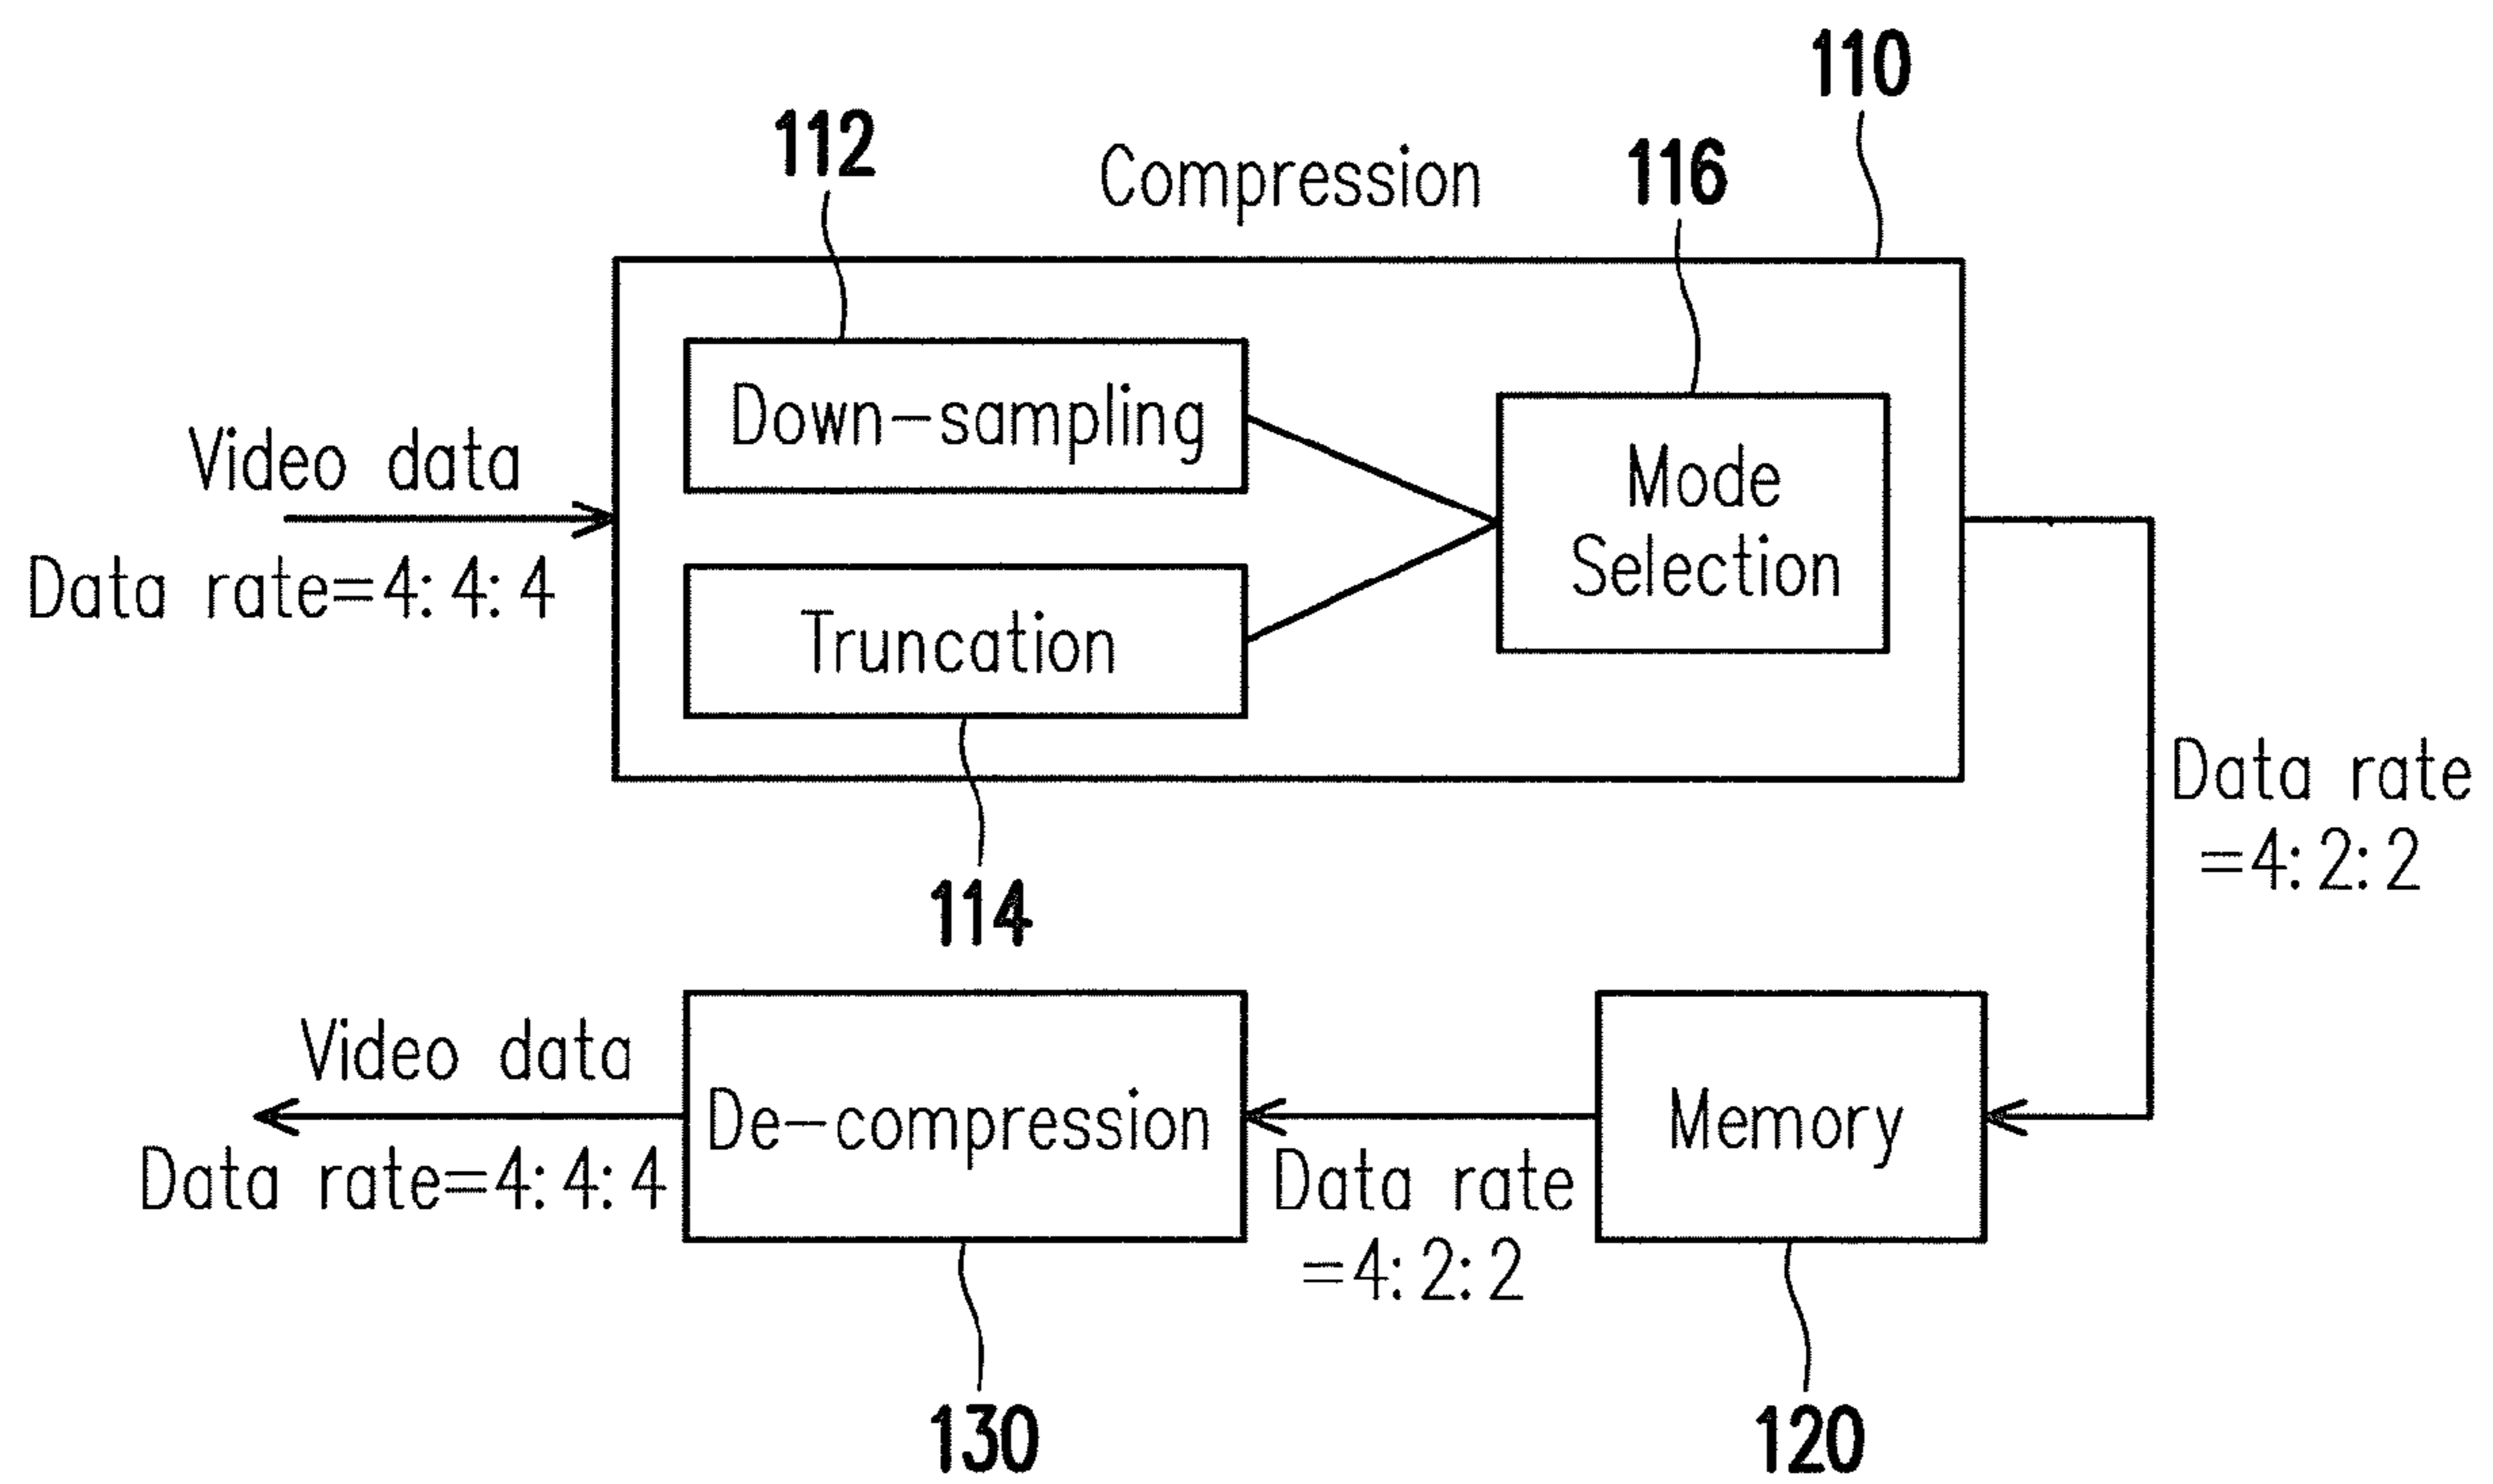 110
112
Compression
116
Down-sampling
Mode
Selection
Video data
Data rate=4:4:4
Truncation
Data rate
=4:2:2
114
Video data
De-compression
Memory
Data rate=4:4:4
Data rate
=4:2:2
130
120